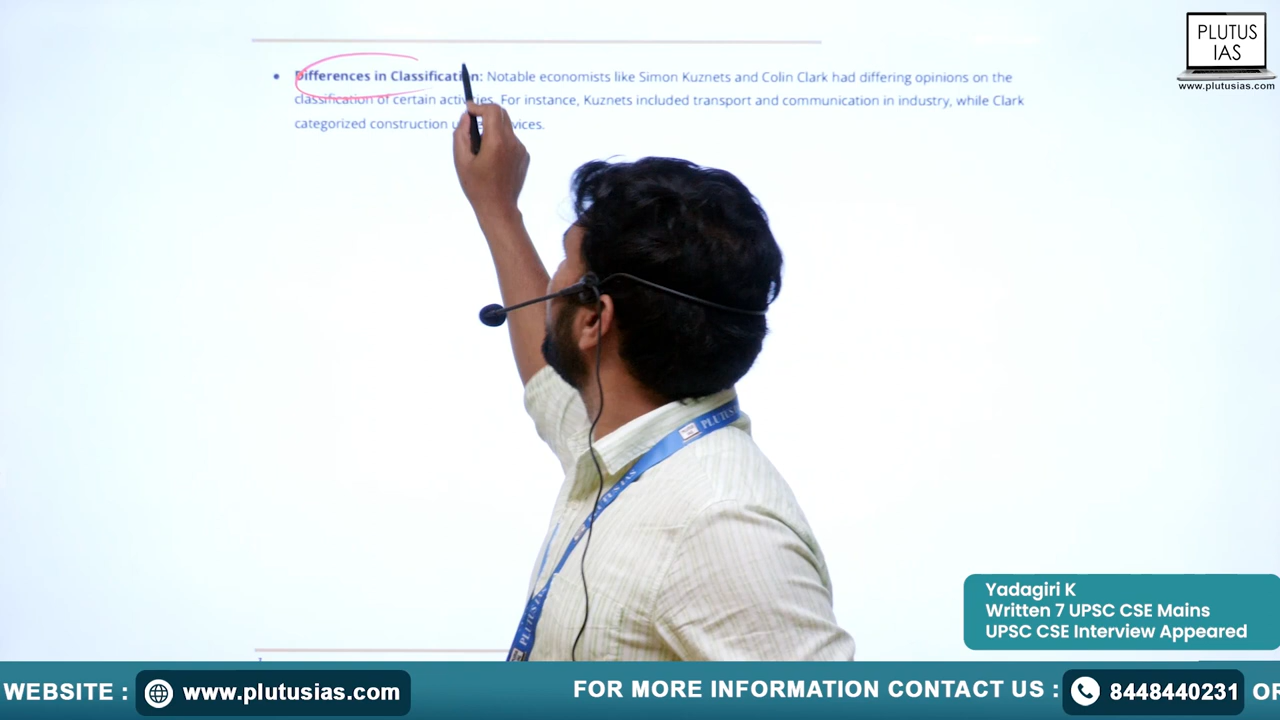 PLUTUS
IAS
www.plutusias.com
Differences in Classification: Notable economists like Simon Kuznets and Colin Clark had differing opinions on the
classification of certain activities. For instance, Kuznets included transport and communication in industry, while Clark
categorized construction
PLUTUS
PLUTUS IAS
Yadagiri K
Written 7 UPSC CSE Mains
UPSC CSE Interview Appeared
WEBSITE : www.plutusias.com FOR MORE INFORMATION CONTACT US : 8448440231